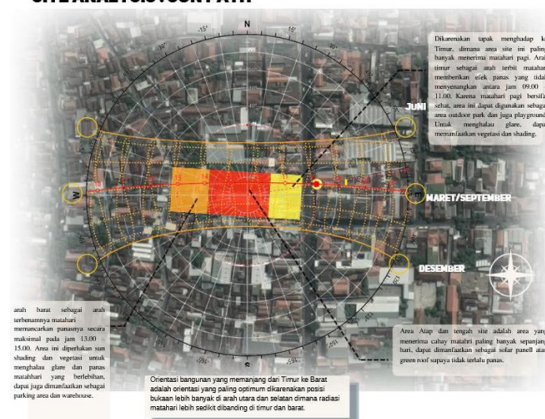 SITE ANALYSIS : SUN PATH
N
Dikarenakan tapak menghadap ke
Timur, dimana area site ini paling
banyak menerima matahari pagi. Arah
timur sebagai arah terbit matahari
memberikan efek panas yang tidak
menyenangkan antara jam 09.00 -
11.00. Karena matahari pagi bersifat
sehat, area ini dapat digunakan sebagai
area outdoor park dan juga playground.
Untuk menghalau glare, dapat
memanfaatkan vegetasi dan shading.
JUNI
W
MARET/SEPTEMBER
DESEMBER
S
arah barat sebagai arah
terbenamnya matahari
memancarkan panasnya secara
maksimal pada jam 13.00 -
15.00. Area ini diperlukan sun
shading dan vegetasi untuk
menghalau glare dan panas
matahari yang berlebihan,
dapat juga dimanfaatkan sebagai
parking area dan warehouse.
Area Atap dan tengah site adalah area yang
menerima cahay matahri paling banyak sepanjang
hari, dapat dimanfaatkan sebagai solar panell atau
green roof supaya tidak terlalu panas.
Orientasi bangunan yang memanjang dari Timur ke Barat
adalah orientasi yang paling optimum dikarenakan posisi
bukaan lebih banyak di arah utara dan selatan dimana radiasi
matahari lebih sedikit dibanding di timur dan barat.